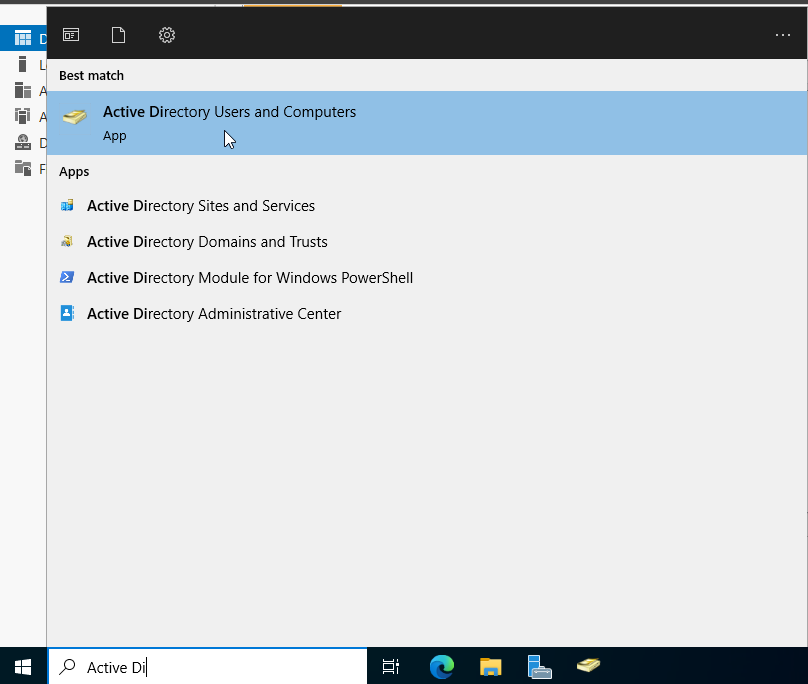 D
L
A
A
D
F
Best match
Active Directory Users and Computers
App
Apps
Active Directory Sites and Services
Active Directory Domains and Trusts
Active Directory Module for Windows PowerShell
Active Directory Administrative Center
Active Di